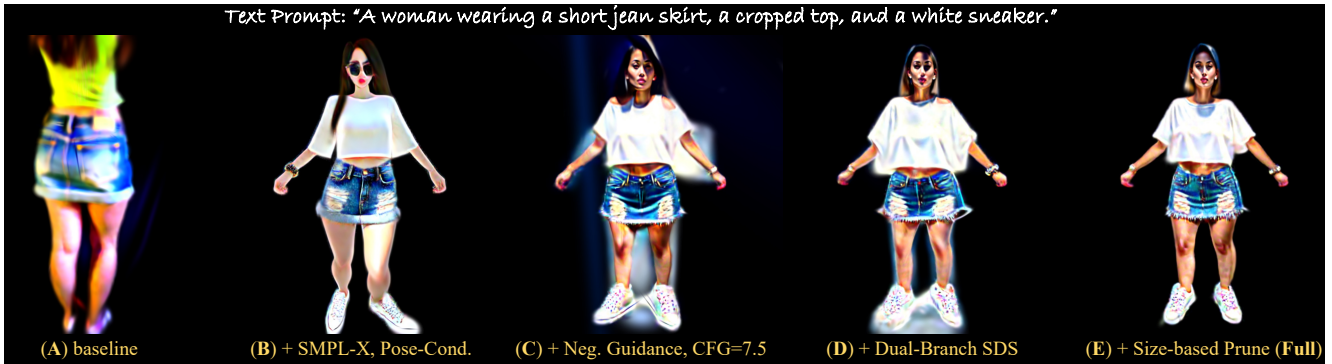 Text Prompt: “A woman wearing a short jean skirt, a cropped top, and a white sneaker.”
(A) baseline
(B) + SMPL-X, Pose-Cond.
(C) + Neg. Guidance, CFG=7.5
(D) + Dual-Branch SDS
(E) + Size-based Prune (Full)